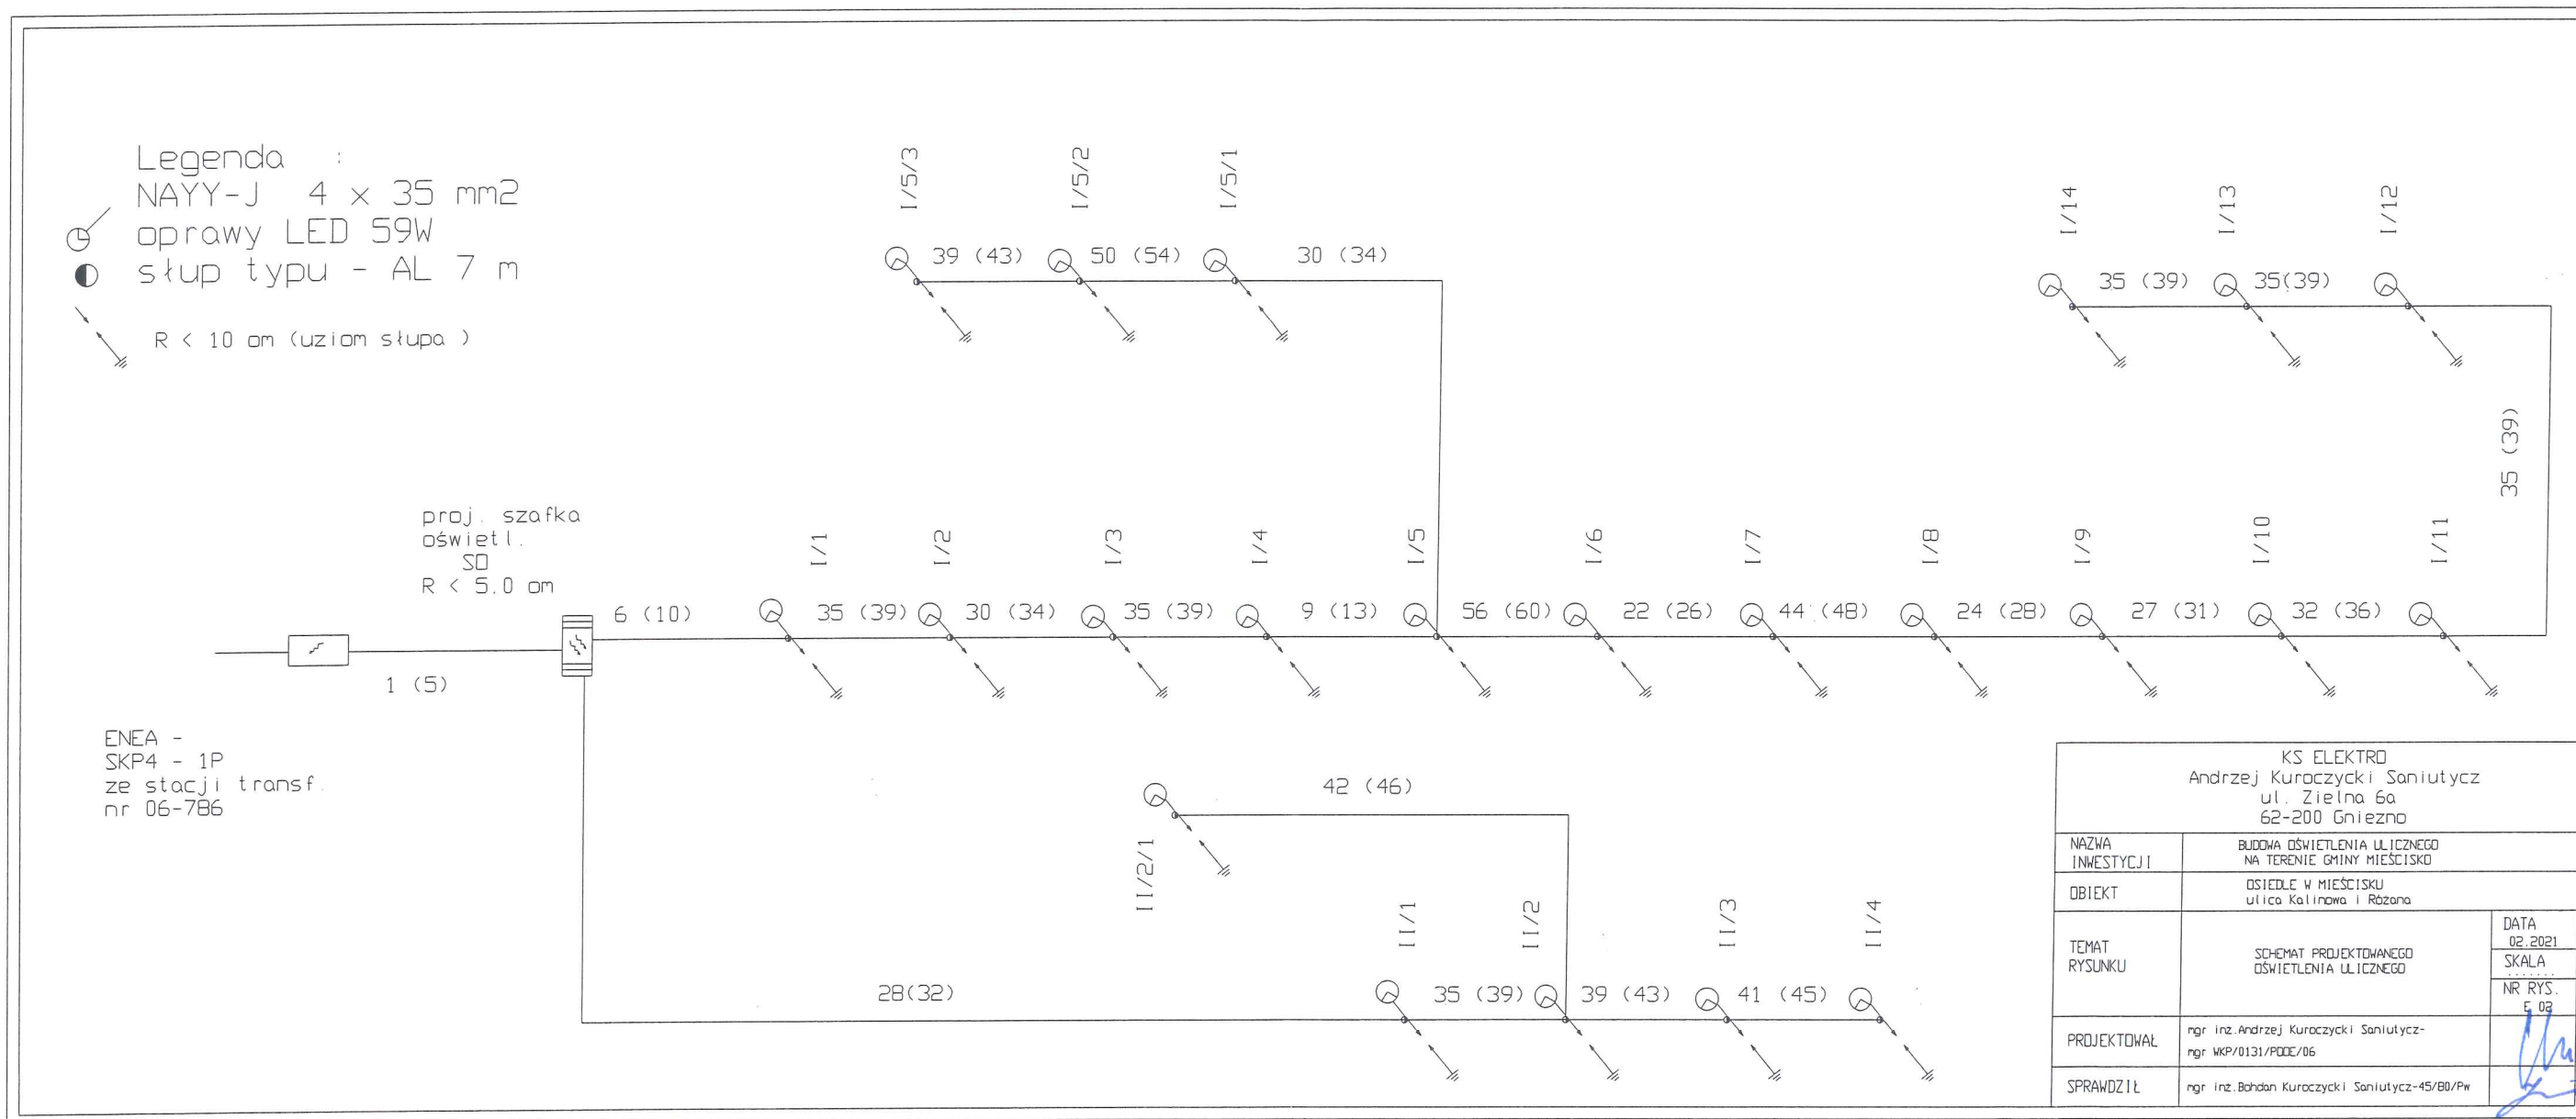 Legenda :
NAYY-J 4 x 35 mm2
oprawy LED 59W
słup typu - AL 7 m
R < 10 om (uziom słupa )
I/5/3
I/5/2
I/5/1
39 (43)
50 (54)
30 (34)
I/14
I/13
I/12
35 (39)
35(39)
35 (39)
proj. szafka
oświetl.
SO
R < 5.0 om
I/1
I/2
I/3
I/4
I/5
I/6
I/7
I/8
I/9
I/10
I/11
6 (10)
35 (39)
30 (34)
35 (39)
9 (13)
56 (60)
22 (26)
44 (48)
24 (28)
27 (31)
32 (36)
1 (5)
ENEA -
SKP4 - 1P
ze stacji transf.
nr 06-786
42 (46)
II/2/1
II/1
II/2
II/3
II/4
28(32)
35 (39)
39 (43)
41 (45)
KS ELEKTRO
Andrzej Kuroczycki Saniutycz
ul. Zielna 6a
62-200 Gniezno
NAZWA
INWESTYCJI
BUDOWA OŚWIETLENIA ULICZNEGO
NA TERENIE GMINY MIEŚCISKO
OBIEKT
OSIEDLE W MIEŚCISKU
ulica Kalinowa i Różana
TEMAT
RYSUNKU
SCHEMAT PROJEKTOWANEGO
OŚWIETLENIA ULICZNEGO
DATA
02.2021
SKALA
.......
NR RYS.
E 02
PROJEKTOWAŁ
mgr inż.Andrzej Kuroczycki Saniutycz-
mgr WKP/0131/POOE/06
SPRAWDZIŁ
mgr inż.Bohdan Kuroczycki Saniutycz-45/80/Pw